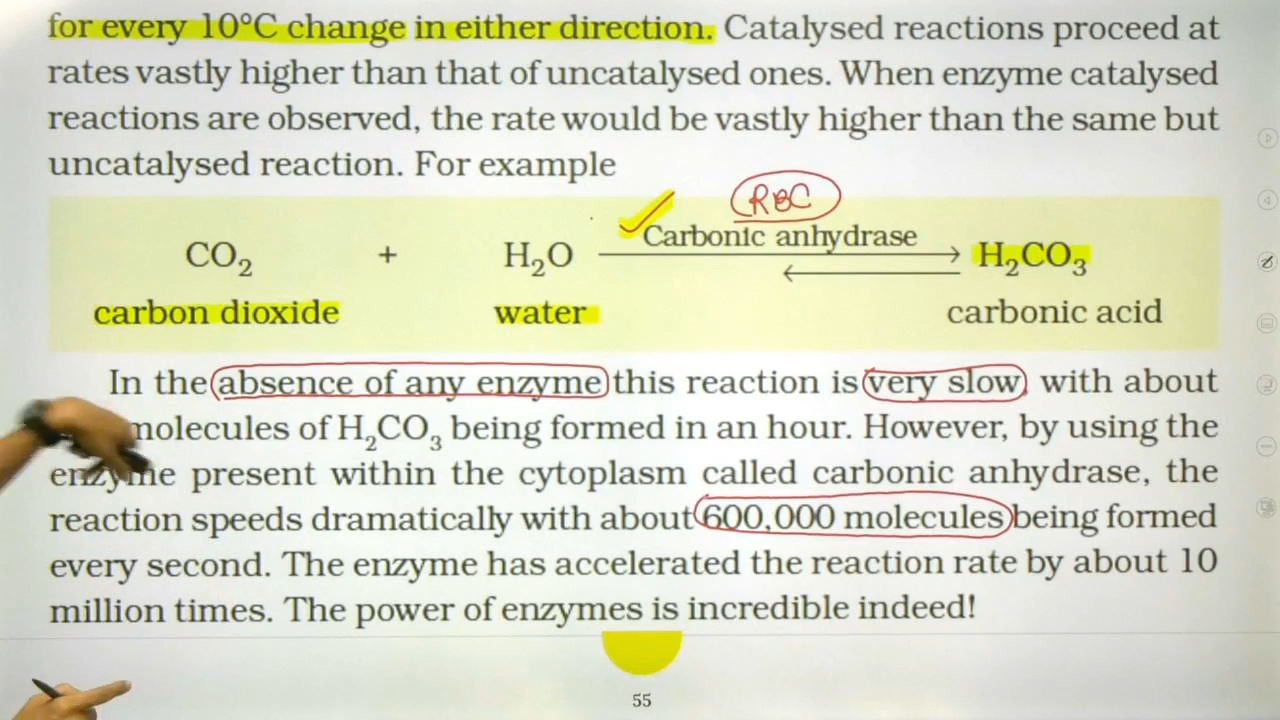 for every 10°C change in either direction. Catalysed reactions proceed at
rates vastly higher than that of uncatalysed ones. When enzyme catalysed
reactions are observed, the rate would be vastly higher than the same but
uncatalysed reaction. For example
RBC
Carbonic anhydrase
CO₂ + H₂O H₂CO₃
carbon dioxide water carbonic acid
In the absence of any enzyme this reaction is very slow, with about
molecules of H₂CO₃ being formed in an hour. However, by using the
enzyme present within the cytoplasm called carbonic anhydrase, the
reaction speeds dramatically with about 600,000 molecules being formed
every second. The enzyme has accelerated the reaction rate by about 10
million times. The power of enzymes is incredible indeed!
55